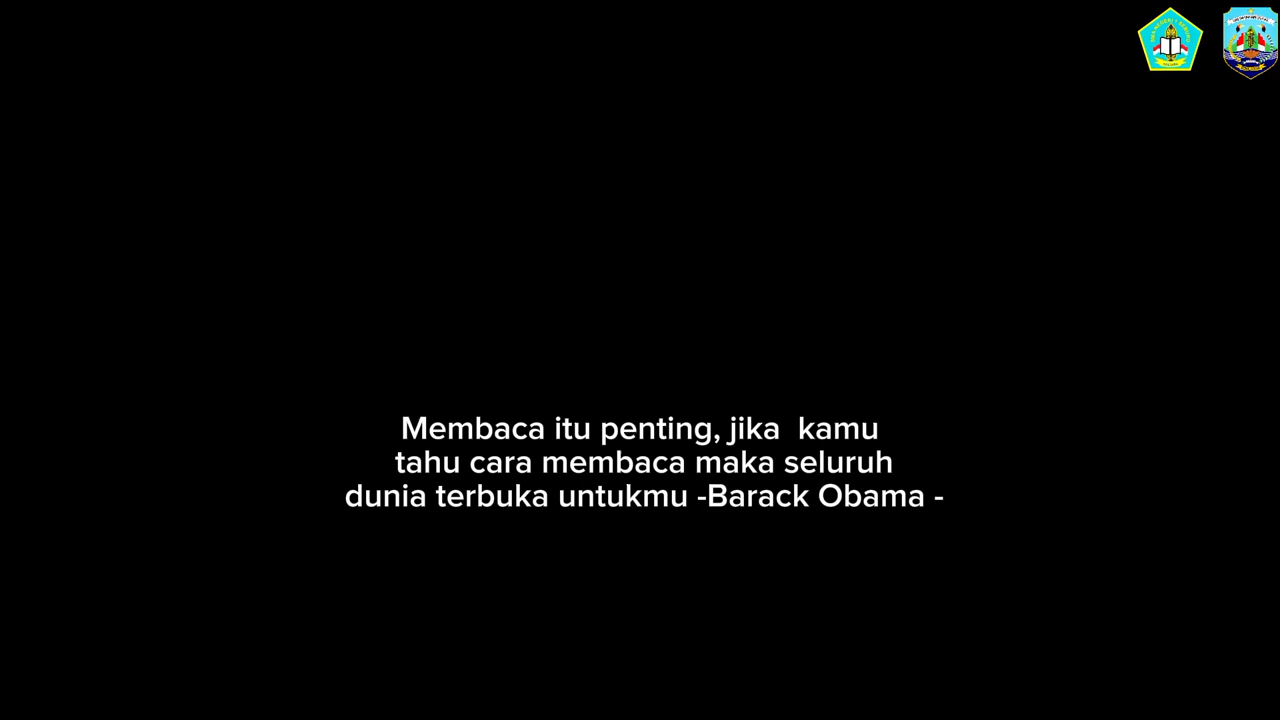 Membaca itu penting, jika  kamu
tahu cara membaca maka seluruh
dunia terbuka untukmu -Barack Obama -